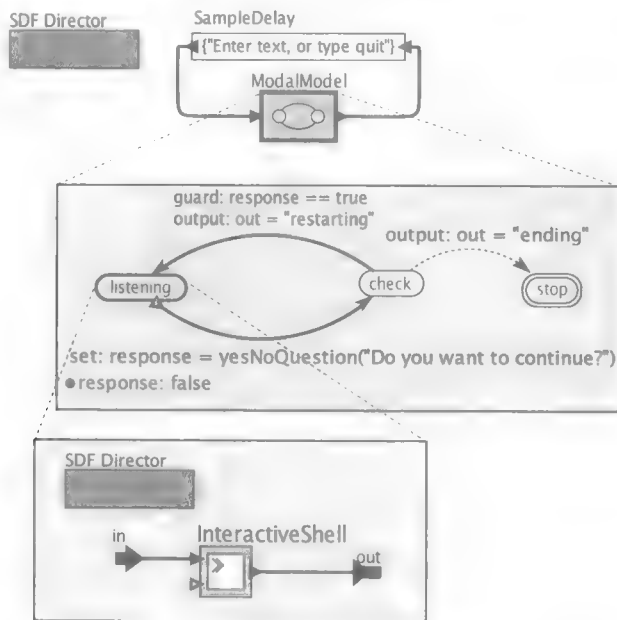 SDF Director
SampleDelay
{"Enter text, or type quit"}
ModalModel
guard: response == true
output: out = "restarting"
output: out = "ending"
listening
check
stop
set: response = yesNoQuestion("Do you want to continue?")
response: false
SDF Director
in
InteractiveShell
out